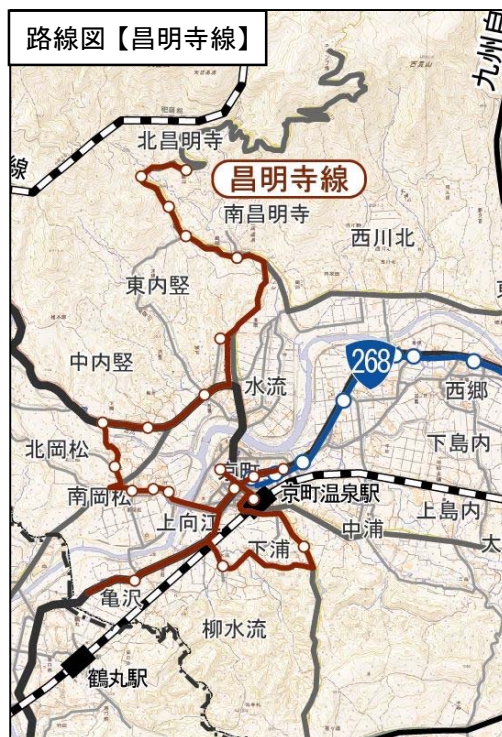 路線図【昌明寺線】
九州自
線
北昌明寺
昌明寺線
南昌明寺
西川北
東内竪
中内竪
268
水流
西郷
北岡松
下島内
京町
南岡松
京町温泉駅
上島内
上向江
中浦
下浦
太
亀沢
柳水流
鶴丸駅